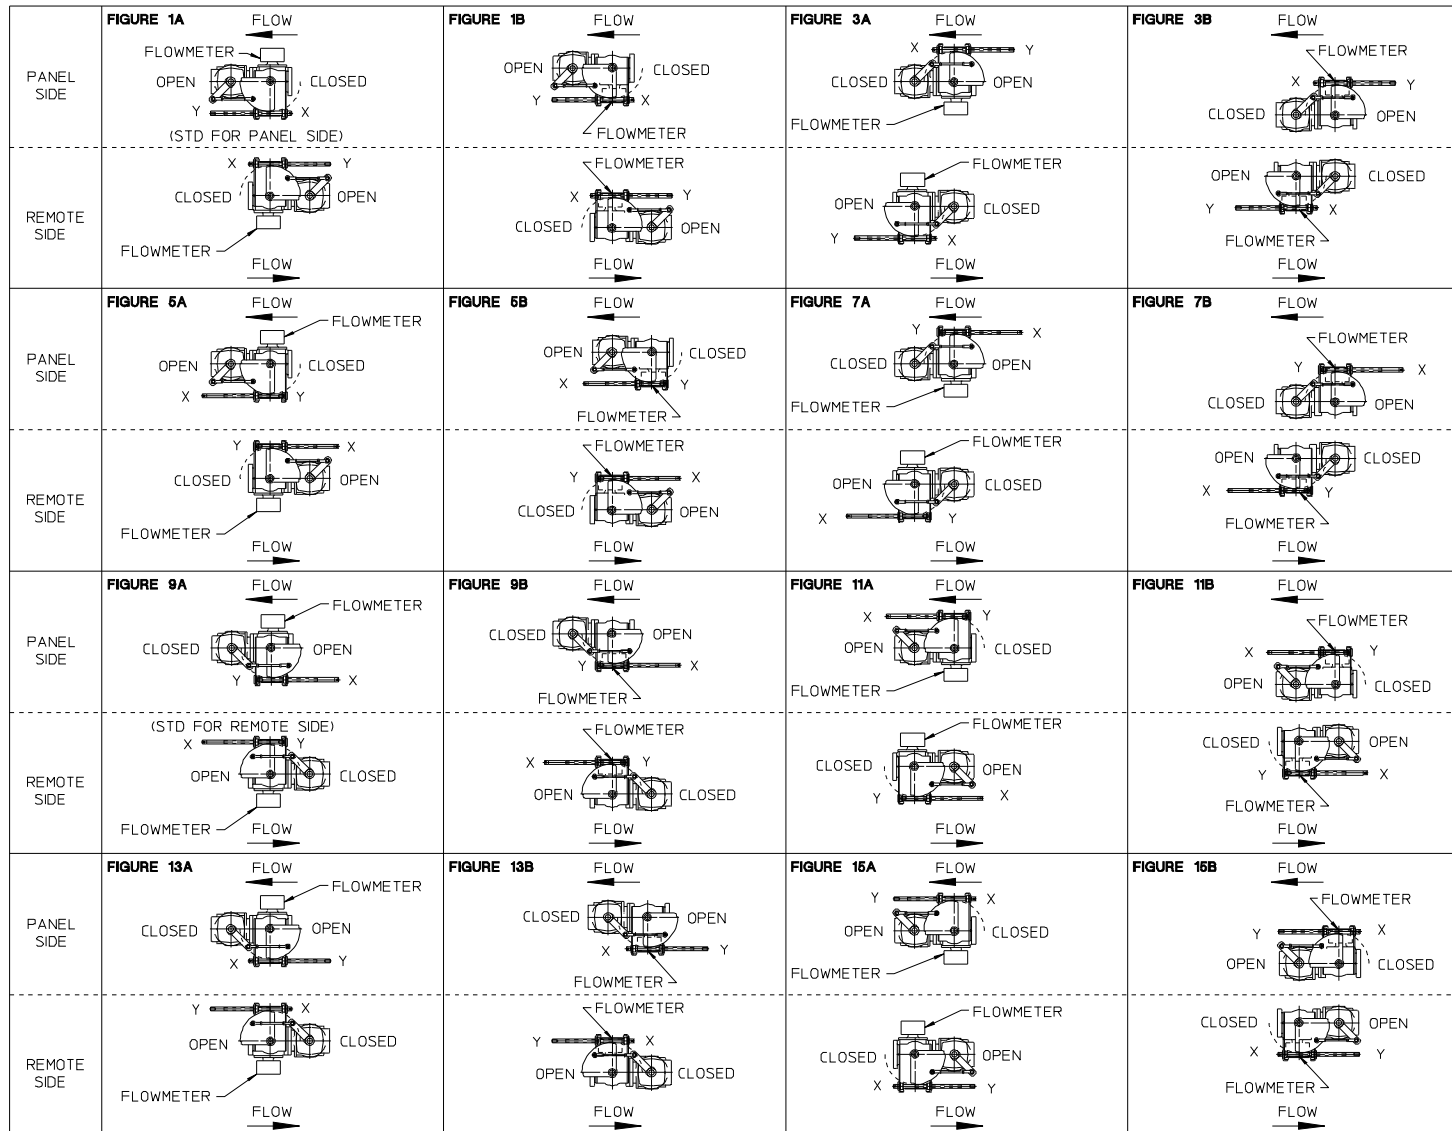 FIGURE 1A
FLOW
FLOWMETER
OPEN
CLOSED
Y
X
(STD FOR PANEL SIDE)
FIGURE 1B
FLOW
OPEN
CLOSED
Y
X
FLOWMETER
FIGURE 3A
FLOW
X
Y
CLOSED
OPEN
FLOWMETER
FIGURE 3B
FLOW
FLOWMETER
X
Y
CLOSED
OPEN
PANEL
SIDE
REMOTE
SIDE
X
Y
CLOSED
OPEN
FLOWMETER
FLOW
FLOWMETER
X
Y
CLOSED
OPEN
FLOW
FLOWMETER
OPEN
CLOSED
Y
X
FLOW
OPEN
CLOSED
Y
X
FLOWMETER
FLOW
FIGURE 5A
FLOW
FLOWMETER
OPEN
CLOSED
X
Y
FIGURE 5B
FLOW
OPEN
CLOSED
X
Y
FLOWMETER
FIGURE 7A
FLOW
Y
X
CLOSED
OPEN
FLOWMETER
FIGURE 7B
FLOW
FLOWMETER
Y
X
CLOSED
OPEN
PANEL
SIDE
REMOTE
SIDE
Y
X
CLOSED
OPEN
FLOWMETER
FLOW
FLOWMETER
Y
X
CLOSED
OPEN
FLOW
FLOWMETER
OPEN
CLOSED
X
Y
FLOW
OPEN
CLOSED
X
Y
FLOWMETER
FLOW
FIGURE 9A
FLOW
FLOWMETER
CLOSED
OPEN
Y
X
FIGURE 9B
FLOW
CLOSED
OPEN
Y
X
FLOWMETER
FIGURE 11A
FLOW
X
Y
OPEN
CLOSED
FLOWMETER
FIGURE 11B
FLOW
FLOWMETER
X
Y
OPEN
CLOSED
PANEL
SIDE
REMOTE
SIDE
(STD FOR REMOTE SIDE)
X
Y
OPEN
CLOSED
FLOWMETER
FLOW
FLOWMETER
X
Y
OPEN
CLOSED
FLOW
FLOWMETER
CLOSED
OPEN
Y
X
FLOW
CLOSED
OPEN
Y
X
FLOWMETER
FLOW
FIGURE 13A
FLOW
FLOWMETER
CLOSED
OPEN
X
Y
FIGURE 13B
FLOW
CLOSED
OPEN
X
Y
FLOWMETER
FIGURE 15A
FLOW
Y
X
OPEN
CLOSED
FLOWMETER
FIGURE 15B
FLOW
FLOWMETER
Y
X
OPEN
CLOSED
PANEL
SIDE
REMOTE
SIDE
Y
X
OPEN
CLOSED
FLOWMETER
FLOW
FLOWMETER
Y
X
OPEN
CLOSED
FLOW
FLOWMETER
CLOSED
OPEN
X
Y
FLOW
CLOSED
OPEN
X
Y
FLOWMETER
FLOW